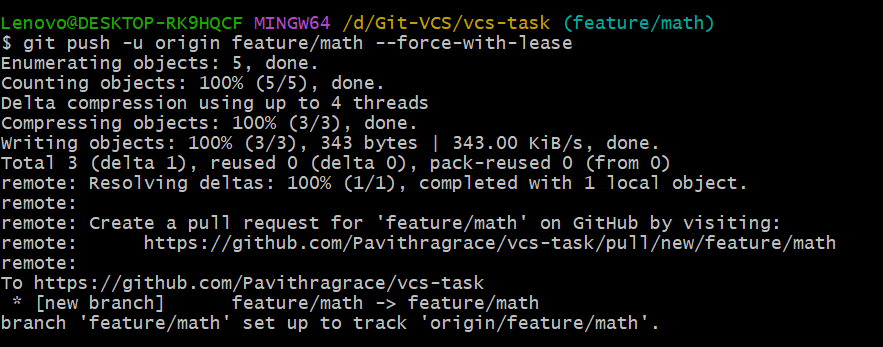 Lenovo@DESKTOP-RK9HQCF MINGW64 /d/Git-VCS/vcs-task (feature/math)
$ git push -u origin feature/math --force-with-lease
Enumerating objects: 5, done.
Counting objects: 100% (5/5), done.
Delta compression using up to 4 threads
Compressing objects: 100% (3/3), done.
Writing objects: 100% (3/3), 343 bytes | 343.00 KiB/s, done.
Total 3 (delta 1), reused 0 (delta 0), pack-reused 0 (from 0)
remote: Resolving deltas: 100% (1/1), completed with 1 local object.
remote:
remote: Create a pull request for 'feature/math' on GitHub by visiting:
remote:      https://github.com/Pavithragrace/vcs-task/pull/new/feature/math
remote:
To https://github.com/Pavithragrace/vcs-task
 * [new branch]      feature/math -> feature/math
branch 'feature/math' set up to track 'origin/feature/math'.